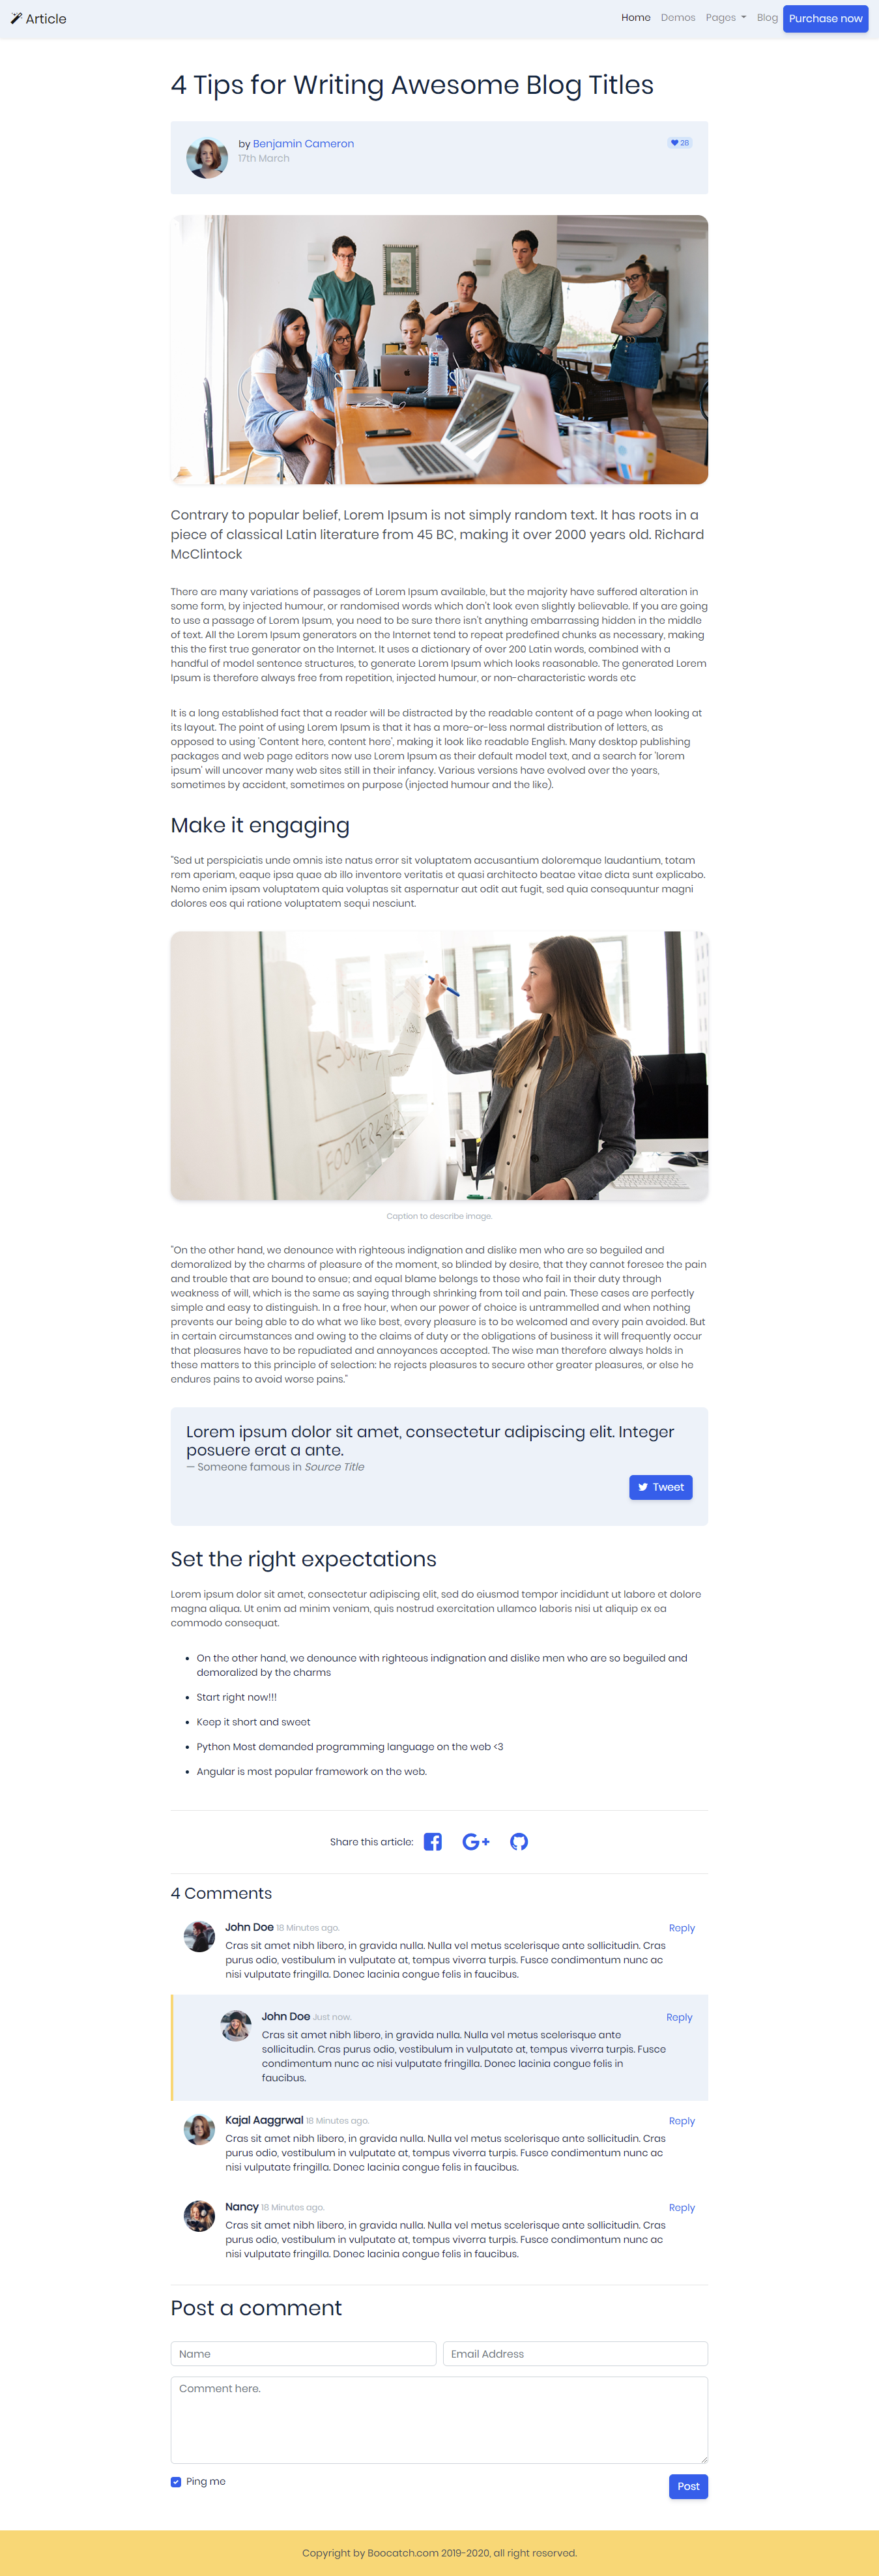 Article
Home Demos Pages Blog Purchase now
4 Tips for Writing Awesome Blog Titles
by Benjamin Cameron
17th March
28
Contrary to popular belief, Lorem Ipsum is not simply random text. It has roots in a
piece of classical Latin literature from 45 BC, making it over 2000 years old. Richard
McClintock
There are many variations of passages of Lorem Ipsum available, but the majority have suffered alteration in
some form, by injected humour, or randomised words which don't look even slightly believable. If you are going
to use a passage of Lorem Ipsum, you need to be sure there isn't anything embarrassing hidden in the middle
of text. All the Lorem Ipsum generators on the Internet tend to repeat predefined chunks as necessary, making
this the first true generator on the Internet. It uses a dictionary of over 200 Latin words, combined with a
handful of model sentence structures, to generate Lorem Ipsum which looks reasonable. The generated Lorem
Ipsum is therefore always free from repetition, injected humour, or non-characteristic words etc
It is a long established fact that a reader will be distracted by the readable content of a page when looking at
its layout. The point of using Lorem Ipsum is that it has a more-or-less normal distribution of letters, as
opposed to using 'Content here, content here', making it look like readable English. Many desktop publishing
packages and web page editors now use Lorem Ipsum as their default model text, and a search for 'lorem
ipsum' will uncover many web sites still in their infancy. Various versions have evolved over the years,
sometimes by accident, sometimes on purpose (injected humour and the like).
Make it engaging
"Sed ut perspiciatis unde omnis iste natus error sit voluptatem accusantium doloremque laudantium, totam
rem aperiam, eaque ipsa quae ab illo inventore veritatis et quasi architecto beatae vitae dicta sunt explicabo.
Nemo enim ipsam voluptatem quia voluptas sit aspernatur aut odit aut fugit, sed quia consequuntur magni
dolores eos qui ratione voluptatem sequi nesciunt.
FOOTER
Caption to describe image.
"On the other hand, we denounce with righteous indignation and dislike men who are so beguiled and
demoralized by the charms of pleasure of the moment, so blinded by desire, that they cannot foresee the pain
and trouble that are bound to ensue; and equal blame belongs to those who fail in their duty through
weakness of will, which is the same as saying through shrinking from toil and pain. These cases are perfectly
simple and easy to distinguish. In a free hour, when our power of choice is untrammelled and when nothing
prevents our being able to do what we like best, every pleasure is to be welcomed and every pain avoided. But
in certain circumstances and owing to the claims of duty or the obligations of business it will frequently occur
that pleasures have to be repudiated and annoyances accepted. The wise man therefore always holds in
these matters to this principle of selection: he rejects pleasures to secure other greater pleasures, or else he
endures pains to avoid worse pains."
Lorem ipsum dolor sit amet, consectetur adipiscing elit. Integer
posuere erat a ante.
— Someone famous in Source Title
Tweet
Set the right expectations
Lorem ipsum dolor sit amet, consectetur adipiscing elit, sed do eiusmod tempor incididunt ut labore et dolore
magna aliqua. Ut enim ad minim veniam, quis nostrud exercitation ullamco laboris nisi ut aliquip ex ea
commodo consequat.
• On the other hand, we denounce with righteous indignation and dislike men who are so beguiled and
demoralized by the charms
• Start right now!!!
• Keep it short and sweet
• Python Most demanded programming language on the web <3
• Angular is most popular framework on the web.
Share this article:
4 Comments
John Doe 18 Minutes ago. Reply
Cras sit amet nibh libero, in gravida nulla. Nulla vel metus scelerisque ante sollicitudin. Cras
purus odio, vestibulum in vulputate at, tempus viverra turpis. Fusce condimentum nunc ac
nisi vulputate fringilla. Donec lacinia congue felis in faucibus.
John Doe Just now. Reply
Cras sit amet nibh libero, in gravida nulla. Nulla vel metus scelerisque ante
sollicitudin. Cras purus odio, vestibulum in vulputate at, tempus viverra turpis. Fusce
condimentum nunc ac nisi vulputate fringilla. Donec lacinia congue felis in
faucibus.
Kajal Aaggrwal 18 Minutes ago. Reply
Cras sit amet nibh libero, in gravida nulla. Nulla vel metus scelerisque ante sollicitudin. Cras
purus odio, vestibulum in vulputate at, tempus viverra turpis. Fusce condimentum nunc ac
nisi vulputate fringilla. Donec lacinia congue felis in faucibus.
Nancy 18 Minutes ago. Reply
Cras sit amet nibh libero, in gravida nulla. Nulla vel metus scelerisque ante sollicitudin. Cras
purus odio, vestibulum in vulputate at, tempus viverra turpis. Fusce condimentum nunc ac
nisi vulputate fringilla. Donec lacinia congue felis in faucibus.
Post a comment
Name Email Address
Comment here.
Ping me Post
Copyright by Boocatch.com 2019-2020, all right reserved.